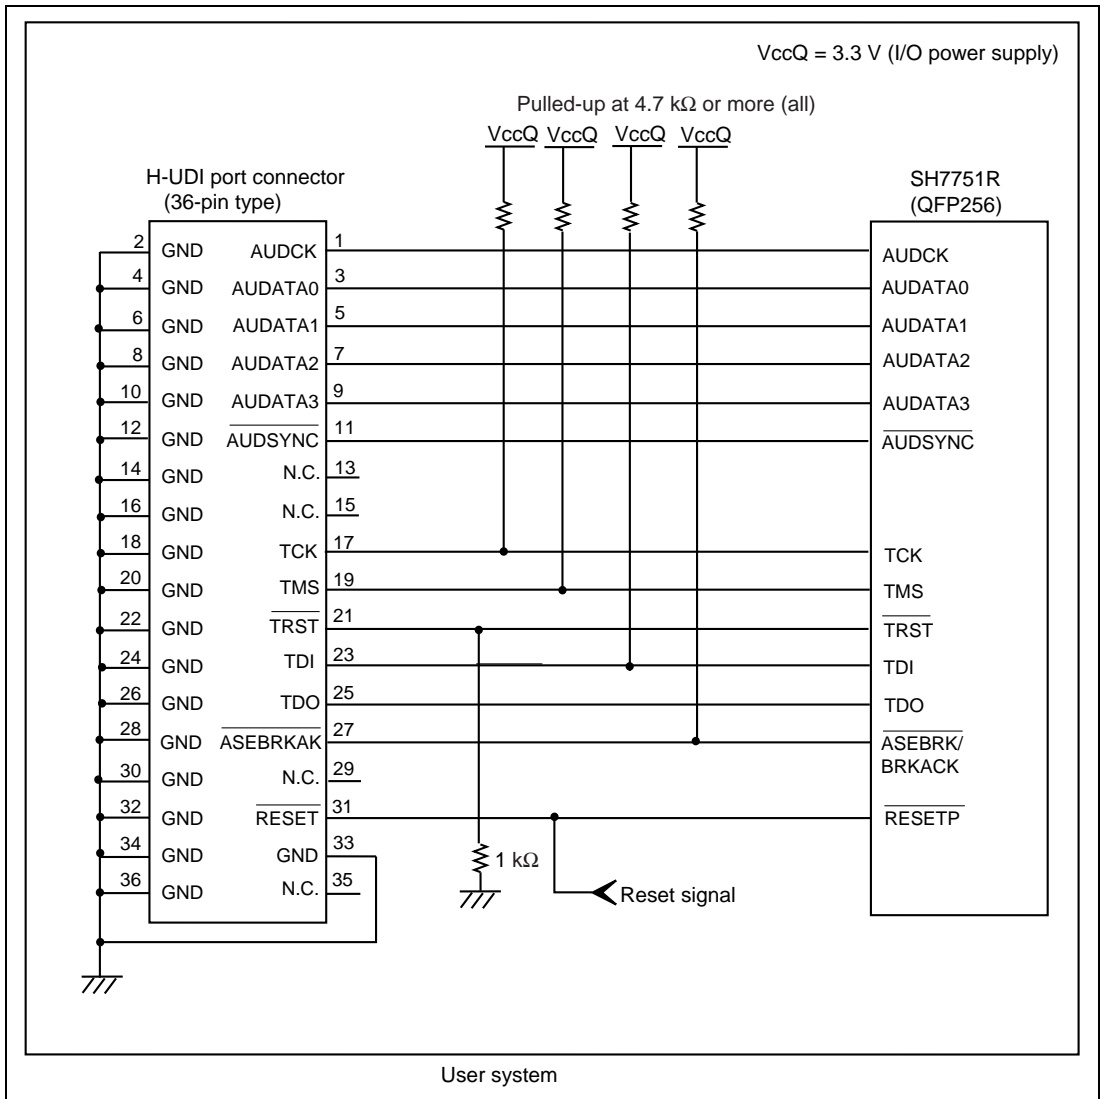 VccQ = 3.3 V (I/O power supply)
Pulled-up at 4.7 kΩ or more (all)
VccQ VccQ VccQ VccQ
H-UDI port connector
(36-pin type)
SH7751R
(QFP256)
2 GND AUDCK 1 AUDCK
4 GND AUDATA0 3 AUDATA0
6 GND AUDATA1 5 AUDATA1
8 GND AUDATA2 7 AUDATA2
10 GND AUDATA3 9 AUDATA3
12 GND AUDSYNC 11 AUDSYNC
14 GND N.C. 13
16 GND N.C. 15
18 GND TCK 17 TCK
20 GND TMS 19 TMS
22 GND TRST 21 TRST
24 GND TDI 23 TDI
26 GND TDO 25 TDO
28 GND ASEBRKAK 27 ASEBRK/
BRKACK
30 GND N.C. 29
32 GND RESET 31 RESETP
34 GND GND 33
1 kΩ
36 GND N.C. 35
Reset signal
User system